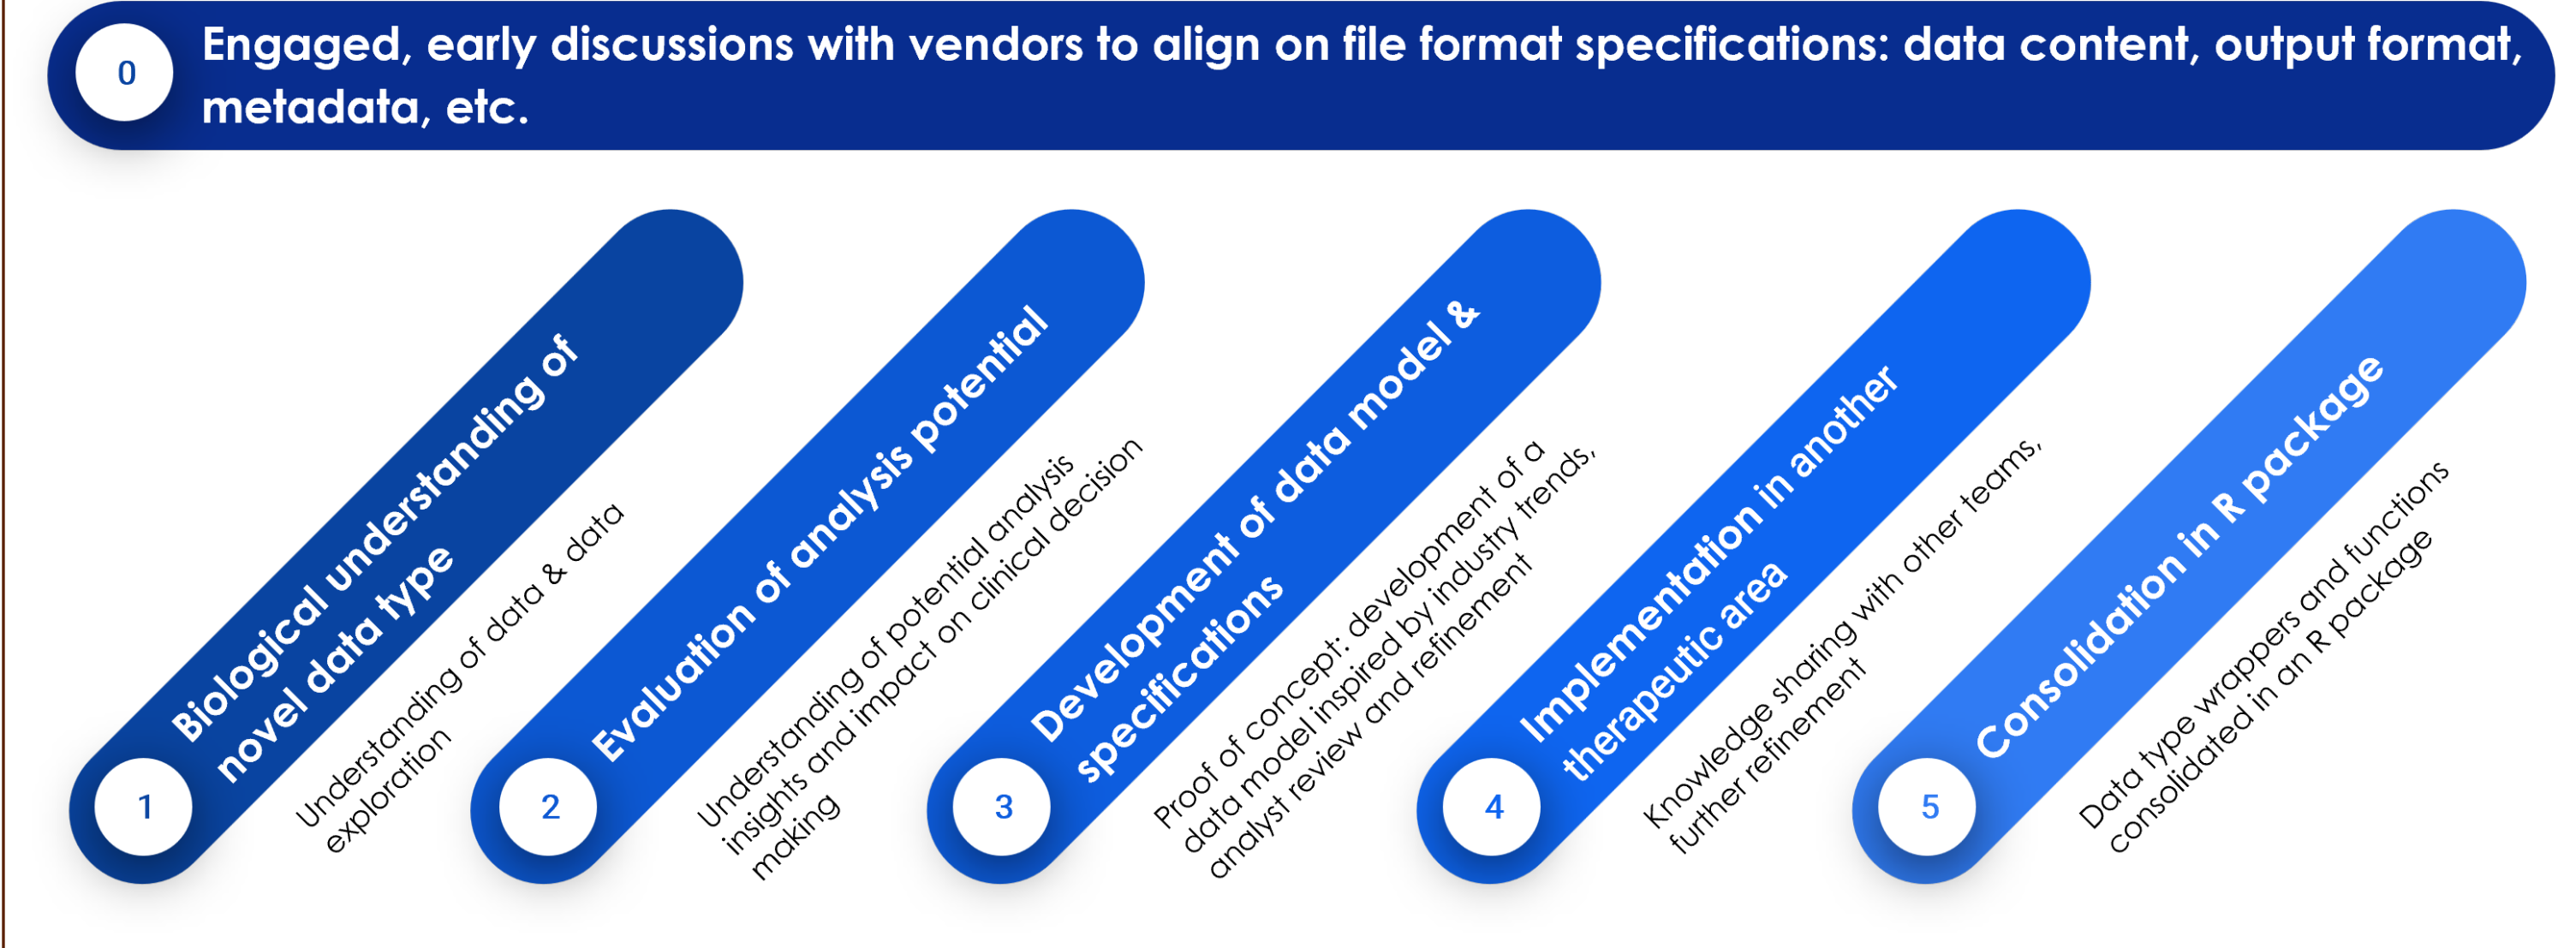 0
Engaged, early discussions with vendors to align on file format specifications: data content, output format,
metadata, etc.
1
Biological understanding of
novel data type
Understanding of data & data
exploration
2
Evaluation of analysis potential
Understanding of potential analysis
insights and impact on clinical decision
making
3
Development of data model &
specifications
Proof of concept: development of a
data model inspired by industry trends,
analyst review and refinement
4
Implementation in another
therapeutic area
Knowledge sharing with other teams,
further refinement
5
Consolidation in R package
Data type wrappers and functions
consolidated in an R package